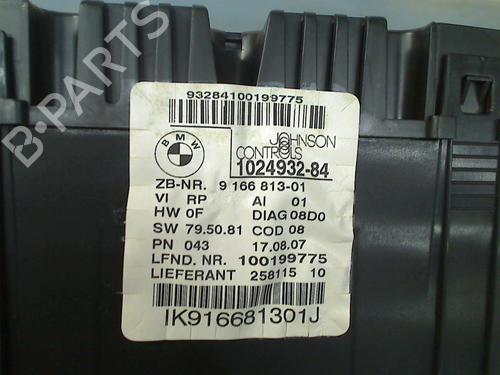 B-PARTS
93284100199775
BMW
JOHNSON
CONTROLS
1024932-84
ZB-NR. 9 166 813-01
VI RP AI 01
HW 0F DIAG 08D0
SW 79.50.81 COD 08
PN 043 17.08.07
LFND. NR. 100199775
LIEFERANT 258115 10
IK916681301J